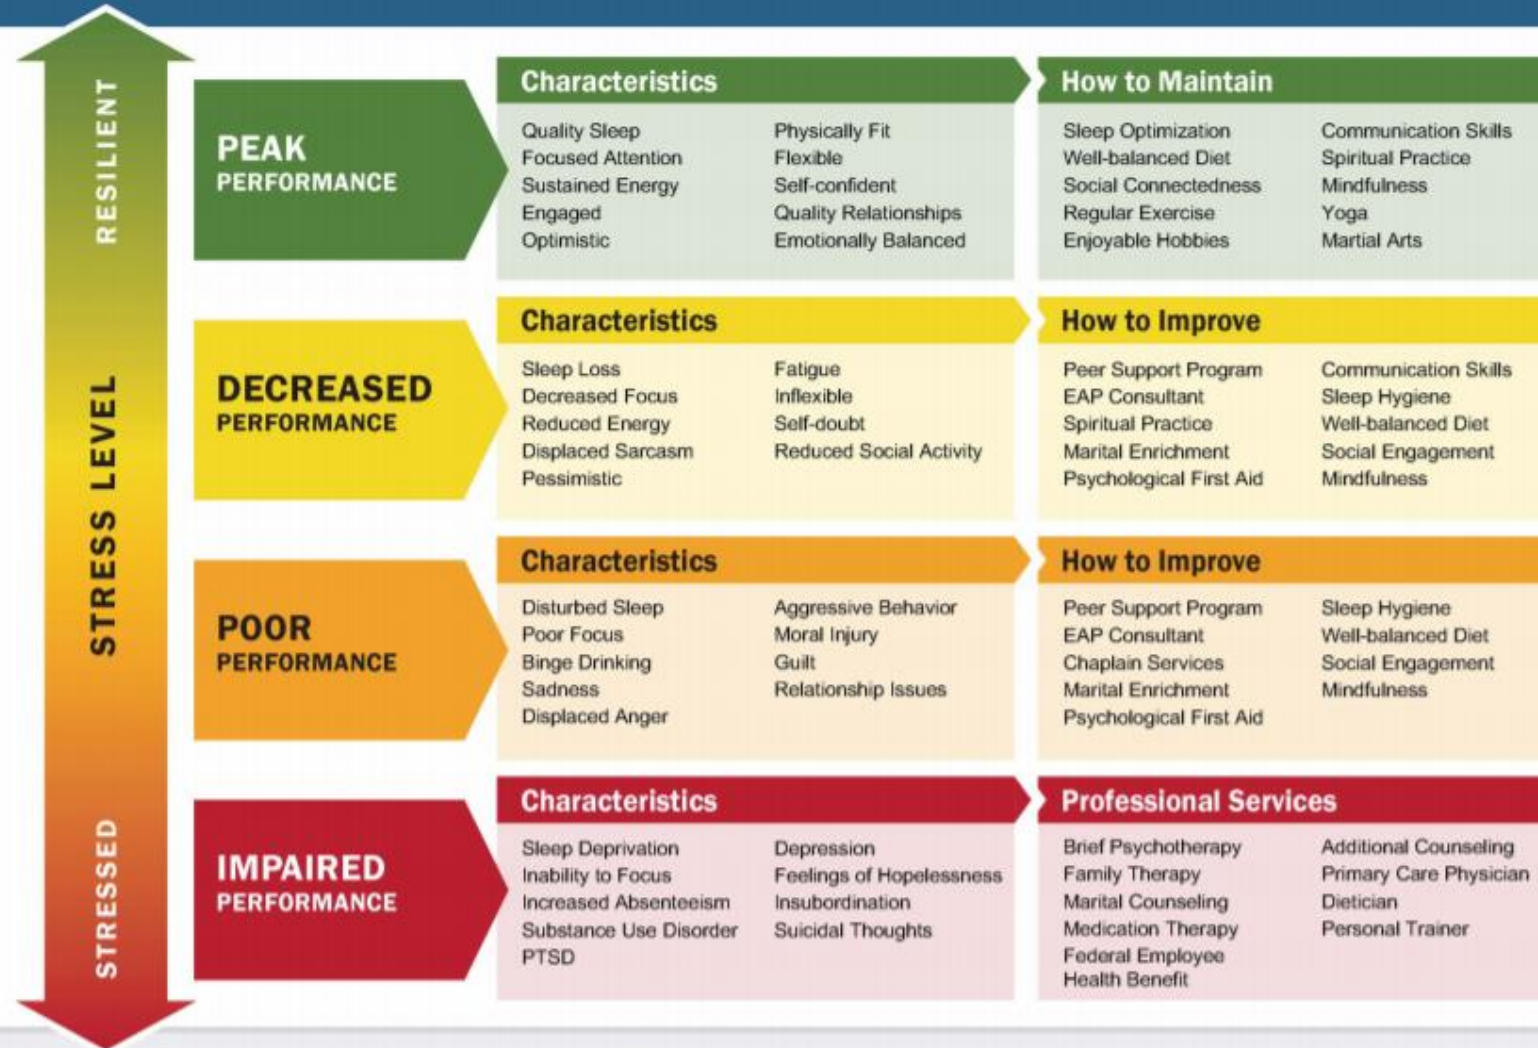 RESILIENT
STRESS LEVEL
STRESSED
PEAK
PERFORMANCE
Characteristics
Quality Sleep
Focused Attention
Sustained Energy
Engaged
Optimistic
Physically Fit
Flexible
Self-confident
Quality Relationships
Emotionally Balanced
How to Maintain
Sleep Optimization
Well-balanced Diet
Social Connectedness
Regular Exercise
Enjoyable Hobbies
Communication Skills
Spiritual Practice
Mindfulness
Yoga
Martial Arts
DECREASED
PERFORMANCE
Characteristics
Sleep Loss
Decreased Focus
Reduced Energy
Displaced Sarcasm
Pessimistic
Fatigue
Inflexible
Self-doubt
Reduced Social Activity
How to Improve
Peer Support Program
EAP Consultant
Spiritual Practice
Marital Enrichment
Psychological First Aid
Communication Skills
Sleep Hygiene
Well-balanced Diet
Social Engagement
Mindfulness
POOR
PERFORMANCE
Characteristics
Disturbed Sleep
Poor Focus
Binge Drinking
Sadness
Displaced Anger
Aggressive Behavior
Moral Injury
Guilt
Relationship Issues
How to Improve
Peer Support Program
EAP Consultant
Chaplain Services
Marital Enrichment
Psychological First Aid
Sleep Hygiene
Well-balanced Diet
Social Engagement
Mindfulness
IMPAIRED
PERFORMANCE
Characteristics
Sleep Deprivation
Inability to Focus
Increased Absenteeism
Substance Use Disorder
PTSD
Depression
Feelings of Hopelessness
Insubordination
Suicidal Thoughts
Professional Services
Brief Psychotherapy
Family Therapy
Marital Counseling
Medication Therapy
Federal Employee
Health Benefit
Additional Counseling
Primary Care Physician
Dietician
Personal Trainer